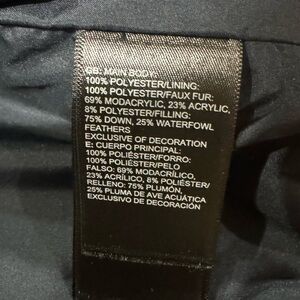 GB: MAIN BODY:
100% POLYESTER/LINING:
100% POLYESTER/FAUX FUR:
69% MODACRYLIC, 23% ACRYLIC,
8% POLYESTER/FILLING:
75% DOWN, 25% WATERFOWL
FEATHERS
EXCLUSIVE OF DECORATION
E: CUERPO PRINCIPAL:
100% POLIÉSTER/FORRO:
100% POLIÉSTER/PELO
FALSO: 69% MODACRÍLICO,
23% ACRÍLICO, 8% POLIÉSTER/
RELLENO: 75% PLUMÓN,
25% PLUMA DE AVE ACUÁTICA
EXCLUSIVO DE DECORACIÓN